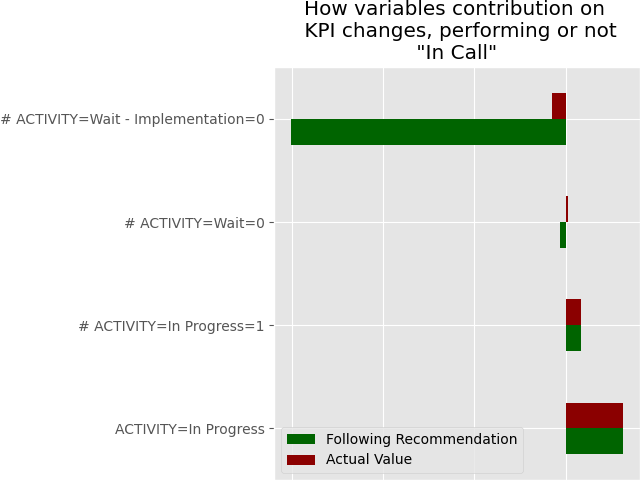 How variables contribution on
KPI changes, performing or not
"In Call"
# ACTIVITY=Wait - Implementation=0
# ACTIVITY=Wait=0
# ACTIVITY=In Progress=1
ACTIVITY=In Progress
Following Recommendation
Actual Value